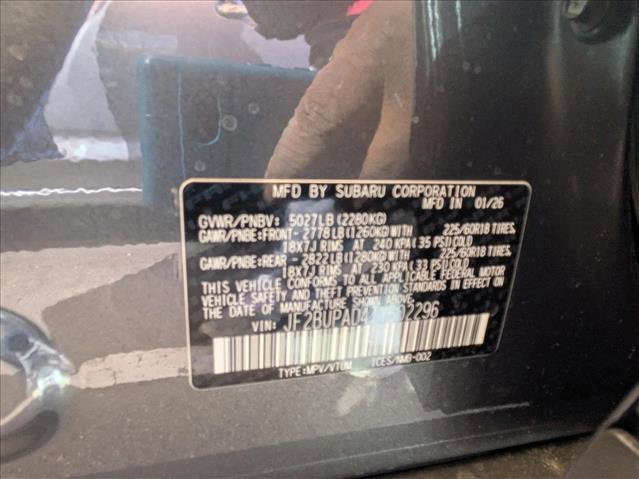 MFD BY SUBARU CORPORATION
MFD IN 01/26
GVWR/PNBV: 5027LB (2280KG)
GAWR/PNBE: FRONT- 2778LB (1260KG) WITH 225/60R18 TIRES,
18X7J RIMS AT 240 KPA (35 PSI) COLD
GAWR/PNBE: REAR - 2822LB (1280KG) WITH 225/60R18 TIRES,
18X7J RIMS AT 230 KPA (33 PSI) COLD
THIS VEHICLE CONFORMS TO ALL APPLICABLE FEDERAL MOTOR
VEHICLE SAFETY AND THEFT PREVENTION STANDARDS IN EFFECT ON
THE DATE OF MANUFACTURE SHOWN ABOVE.
VIN:
TYPE:MPV/VTUM ICES/NMB-002